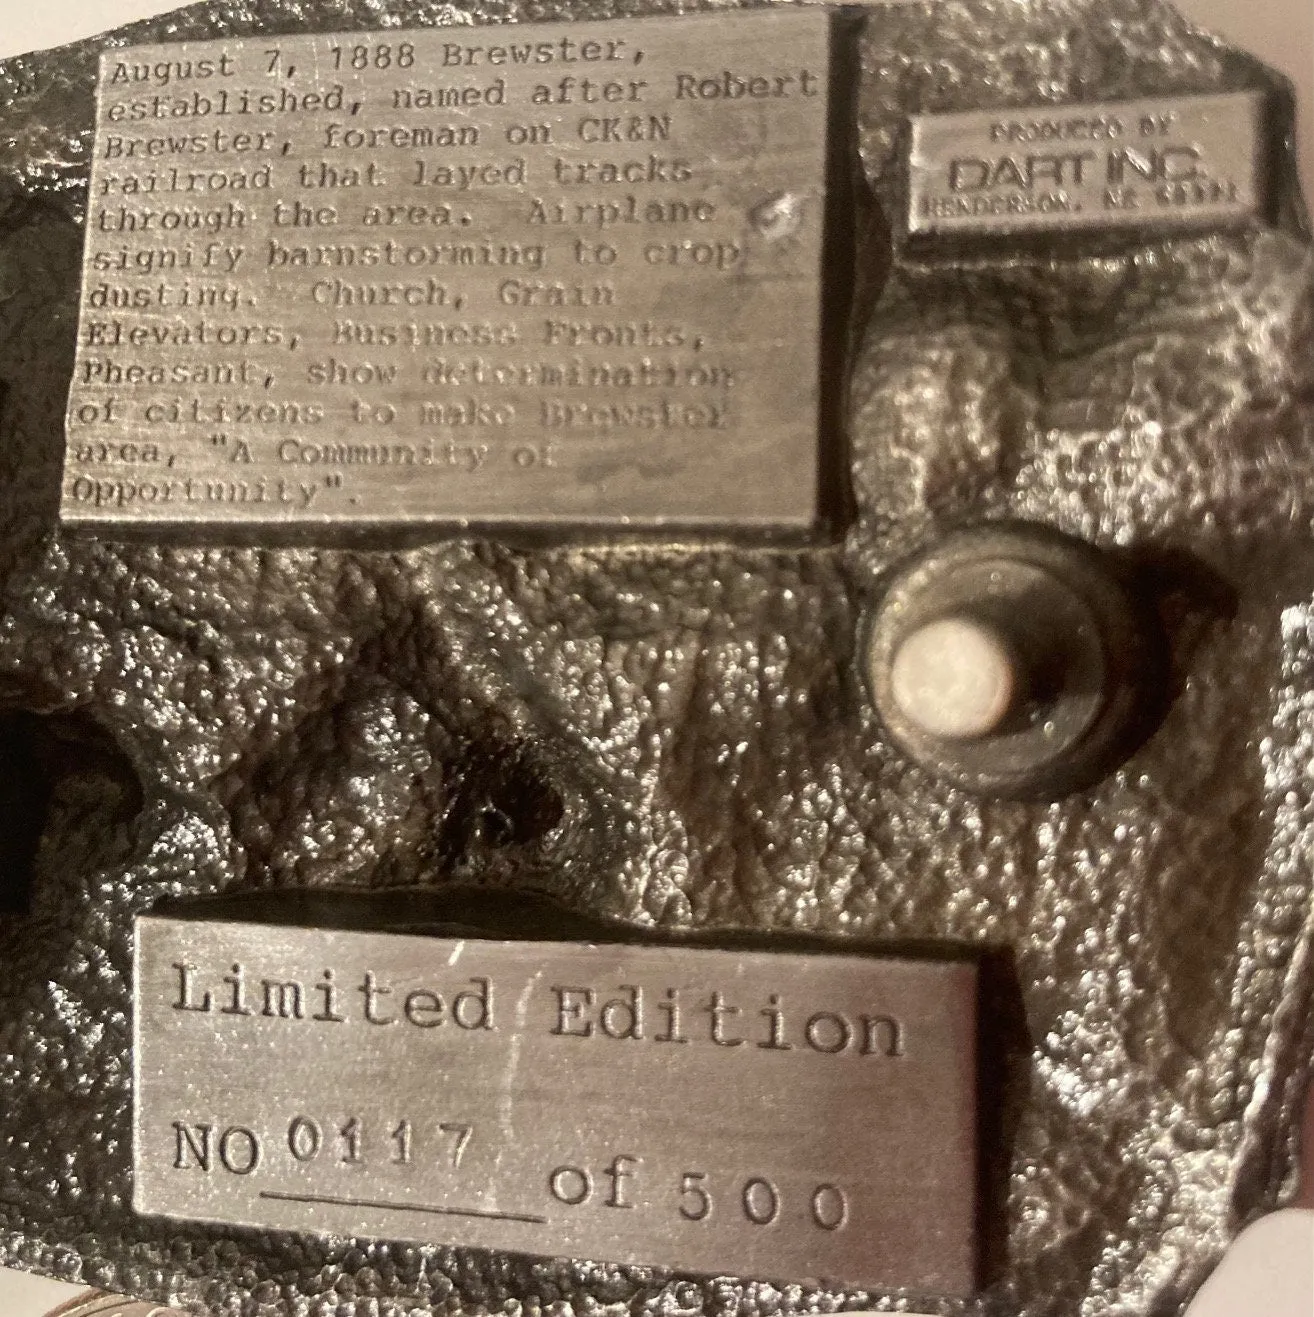 August 7, 1888 Brewster,
established, named after Robert
Brewster, foreman on CK&N
railroad that layed tracks
through the area. Airplane
signify barnstorming to crop
dusting. Church, Grain
Elevators, Business Fronts,
Pheasant, show determination
of citizens to make Brewster
area, "A Community of
Opportunity".
PRODUCED BY
DART INC.
HENDERSON, NE
Limited Edition
NO 0117 of 500